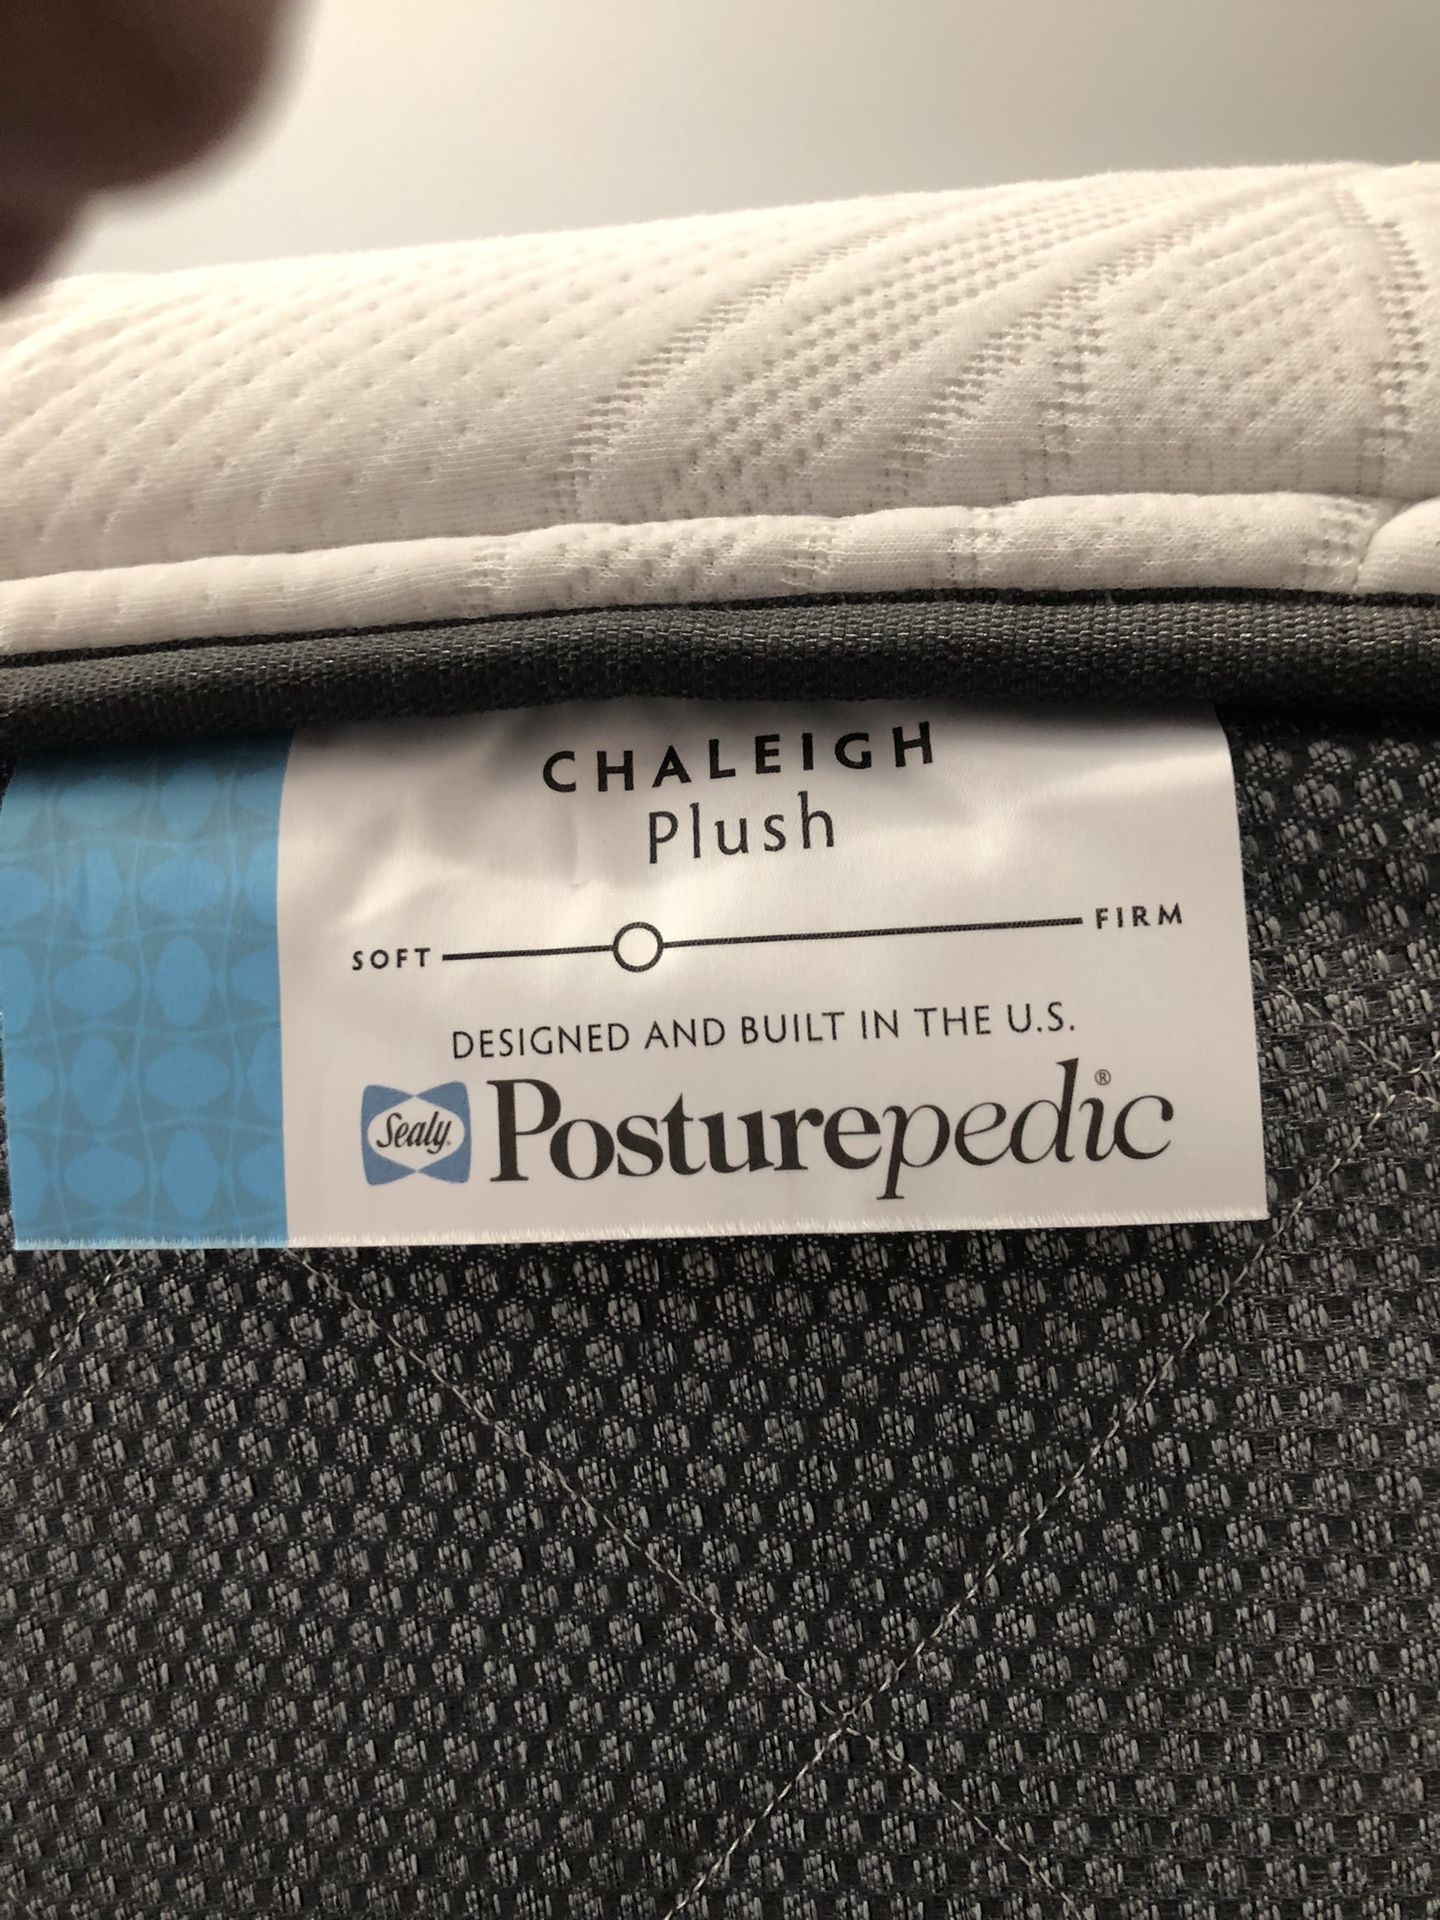 CHALEIGH
Plush
SOFT FIRM
DESIGNED AND BUILT IN THE U.S.
Sealy Posturepedic®